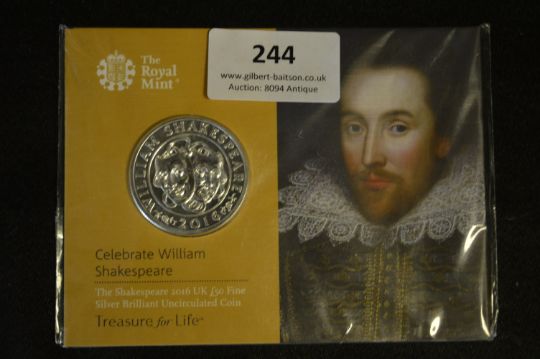 The
Royal
Mint®
244
www.gilbert-baitson.co.uk
Auction: 8094 Antique
WILLIAM SHAKESPEARE
2016
Celebrate William
Shakespeare
The Shakespeare 2016 UK £50 Fine
Silver Brilliant Uncirculated Coin
Treasure for Life™